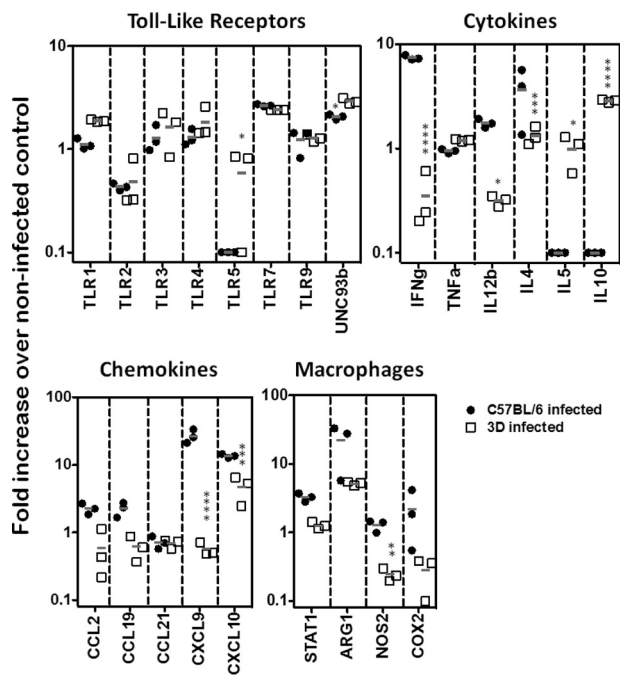 Toll-Like Receptors
Cytokines
Fold increase over non-infected control
10
1
0.1
*
*
TLR1
TLR2
TLR3
TLR4
TLR5
TLR7
TLR9
UNC93b
10
1
0.1
****
*
***
*
****
IFNg
TNFa
IL12b
IL4
IL5
IL10
Chemokines
Macrophages
100
10
1
0.1
****
***
CCL2
CCL19
CCL21
CXCL9
CXCL10
100
10
1
0.1
**
STAT1
ARG1
NOS2
COX2
C57BL/6 infected
3D infected